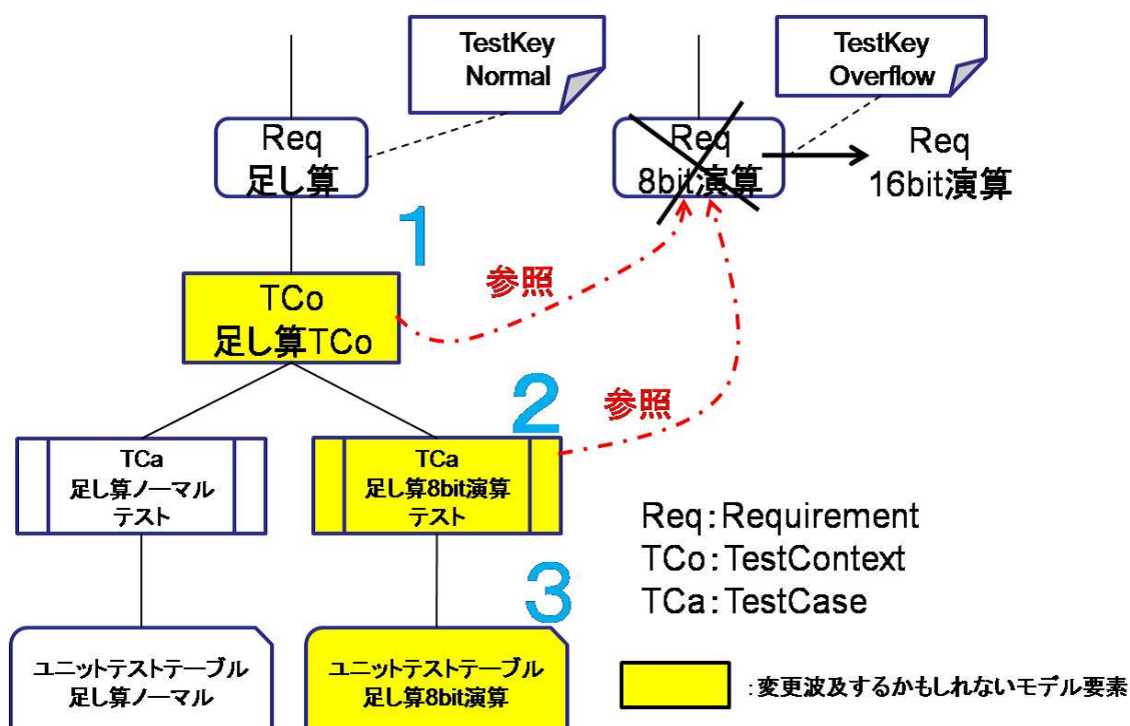 TestKey
Normal
TestKey
Overflow
Req
足し算
Req
8bit演算
Req
16bit演算
1
参照
TCo
足し算TCo
2
参照
TCa
足し算ノーマル
テスト
TCa
足し算8bit演算
テスト
Req:Requirement
TCo:TestContext
TCa:TestCase
3
ユニットテストテーブル
足し算ノーマル
ユニットテストテーブル
足し算8bit演算
:変更波及するかもしれないモデル要素